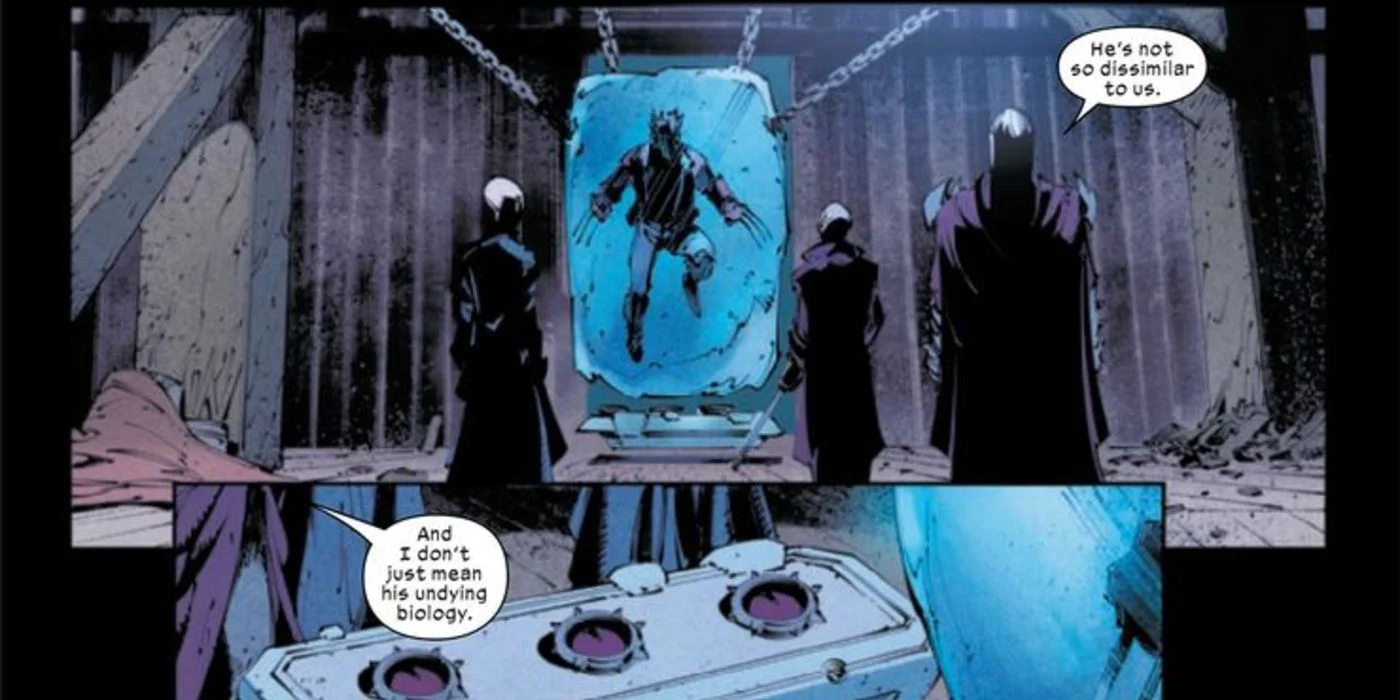 He's not
so dissimilar
to us.
And
I don't
just mean
his undying
biology.